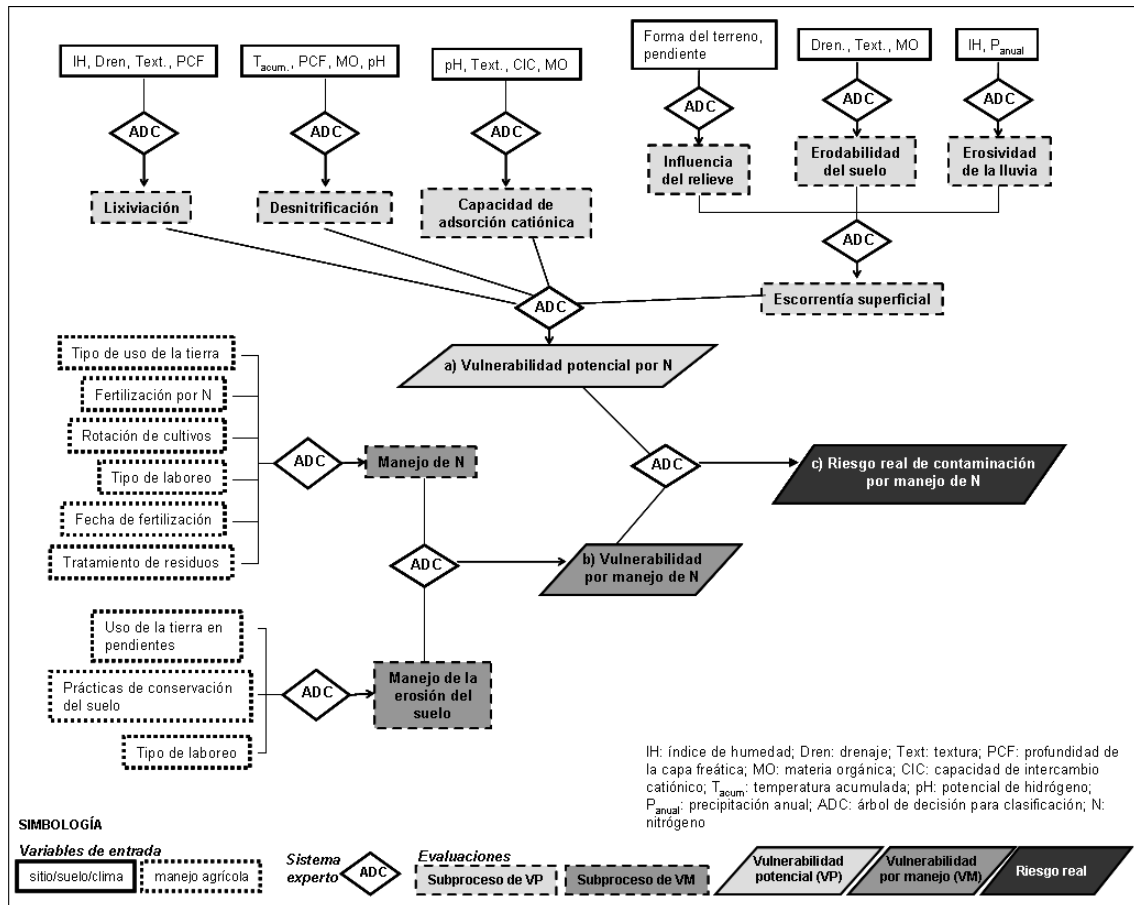 IH, Dren, Text., PCF
Tacum., PCF, MO, pH
pH, Text., CIC, MO
Forma del terreno,
pendiente
Dren., Text., MO
IH, Panual
ADC
ADC
ADC
ADC
ADC
ADC
Lixiviación
Desnitrificación
Capacidad de
adsorción catiónica
Influencia
del relieve
Erodabilidad
del suelo
Erosividad
de la lluvia
ADC
Escorrentía superficial
ADC
a) Vulnerabilidad potencial por N
Tipo de uso de la tierra
Fertilización por N
Rotación de cultivos
Tipo de laboreo
Fecha de fertilización
Tratamiento de residuos
ADC
Manejo de N
ADC
c) Riesgo real de contaminación
por manejo de N
ADC
b) Vulnerabilidad
por manejo de N
Uso de la tierra en
pendientes
Prácticas de conservación
del suelo
Tipo de laboreo
ADC
Manejo de la
erosión del
suelo
IH: índice de humedad; Dren: drenaje; Text: textura; PCF: profundidad de
la capa freática; MO: materia orgánica; CIC: capacidad de intercambio
catiónico; Tacum: temperatura acumulada; pH: potencial de hidrógeno;
Panual: precipitación anual; ADC: árbol de decisión para clasificación; N:
nitrógeno
SIMBOLOGÍA
Variables de entrada
sitio/suelo/clima
manejo agrícola
Sistema
experto
ADC
Evaluaciones
Subproceso de VP
Subproceso de VM
Vulnerabilidad
potencial (VP)
Vulnerabilidad
por manejo (VM)
Riesgo real